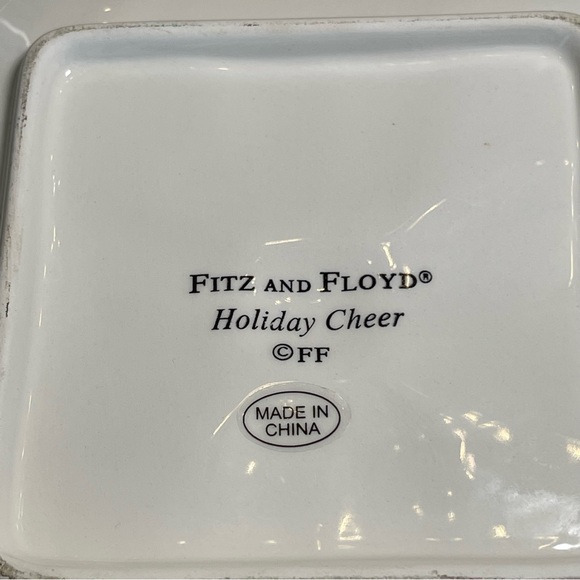 FITZ AND FLOYD®
Holiday Cheer
©FF
MADE IN
CHINA